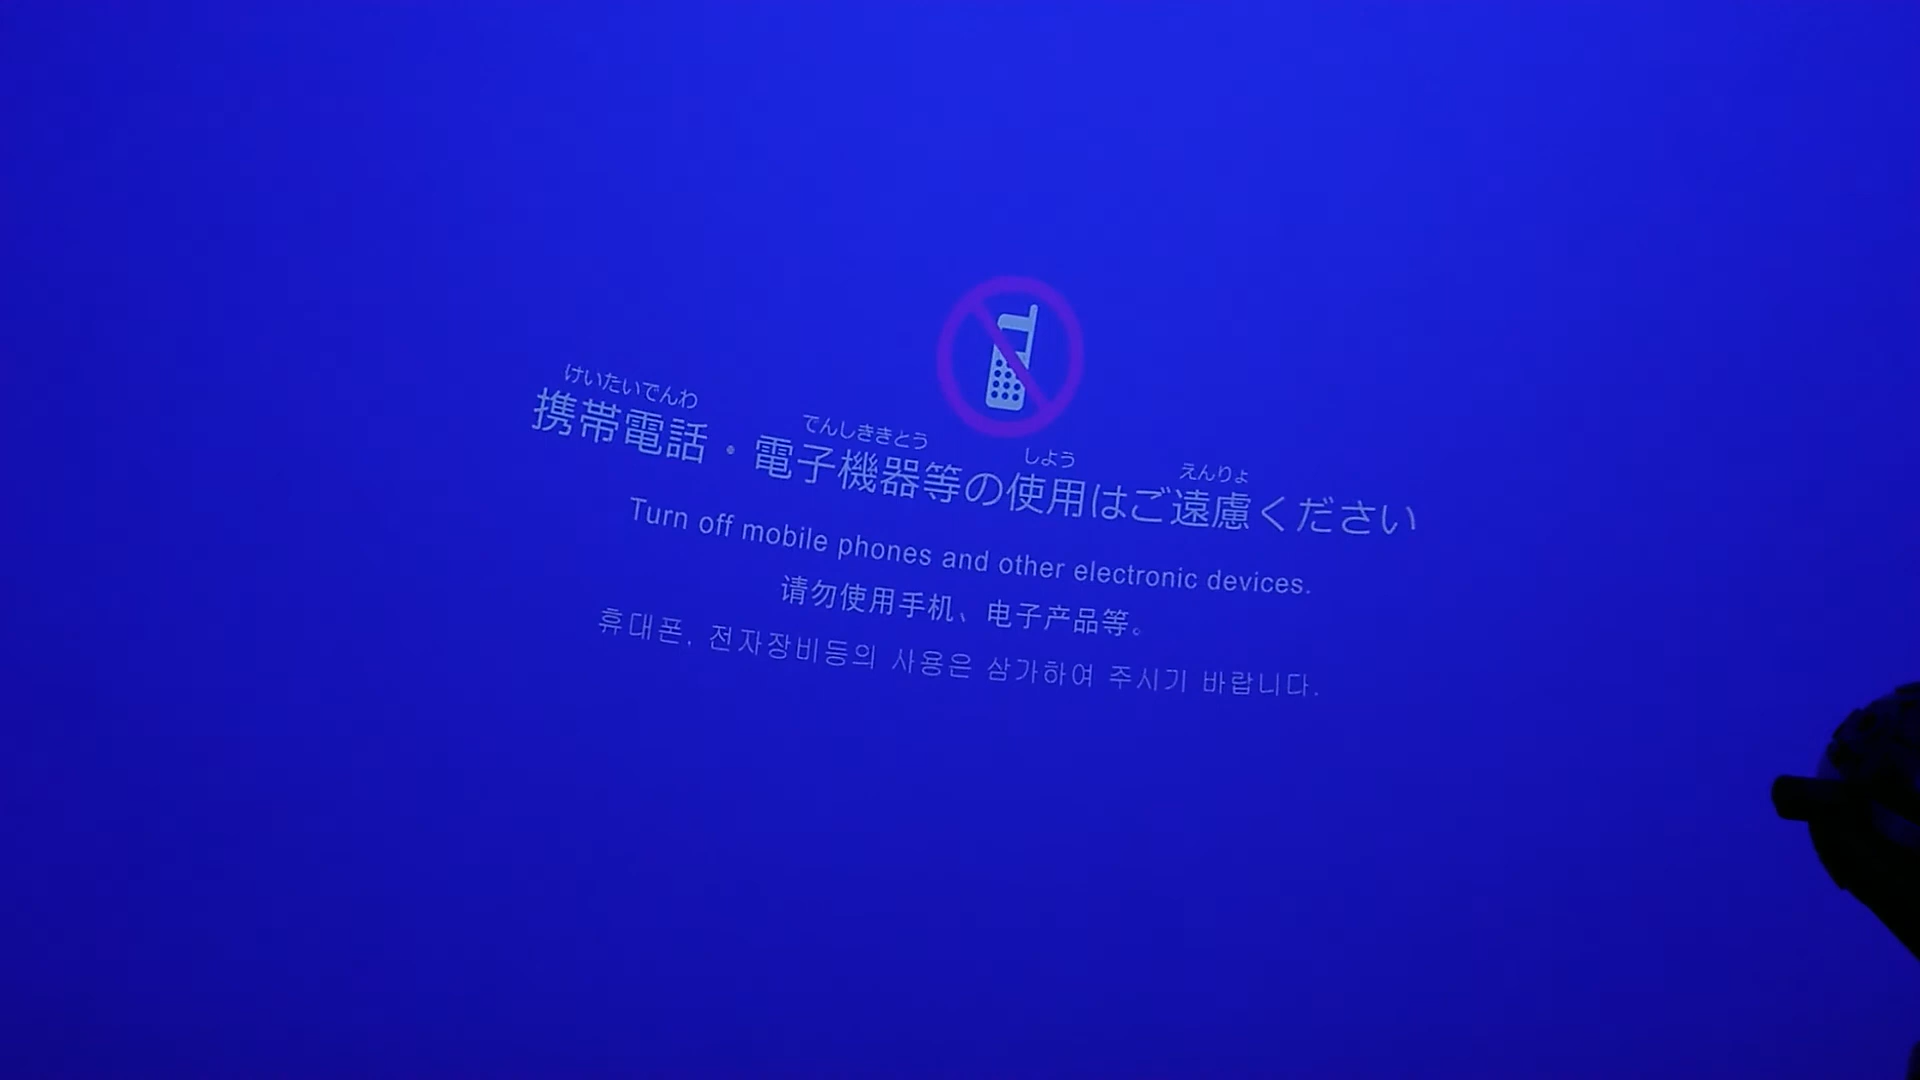 けいたいでんわ でんしききとう しよう えんりょ
携帯電話・電子機器等の使用はご遠慮ください
Turn off mobile phones and other electronic devices.
请勿使用手机、电子产品等。
휴대폰, 전자장비등의 사용은 삼가하여 주시기 바랍니다.